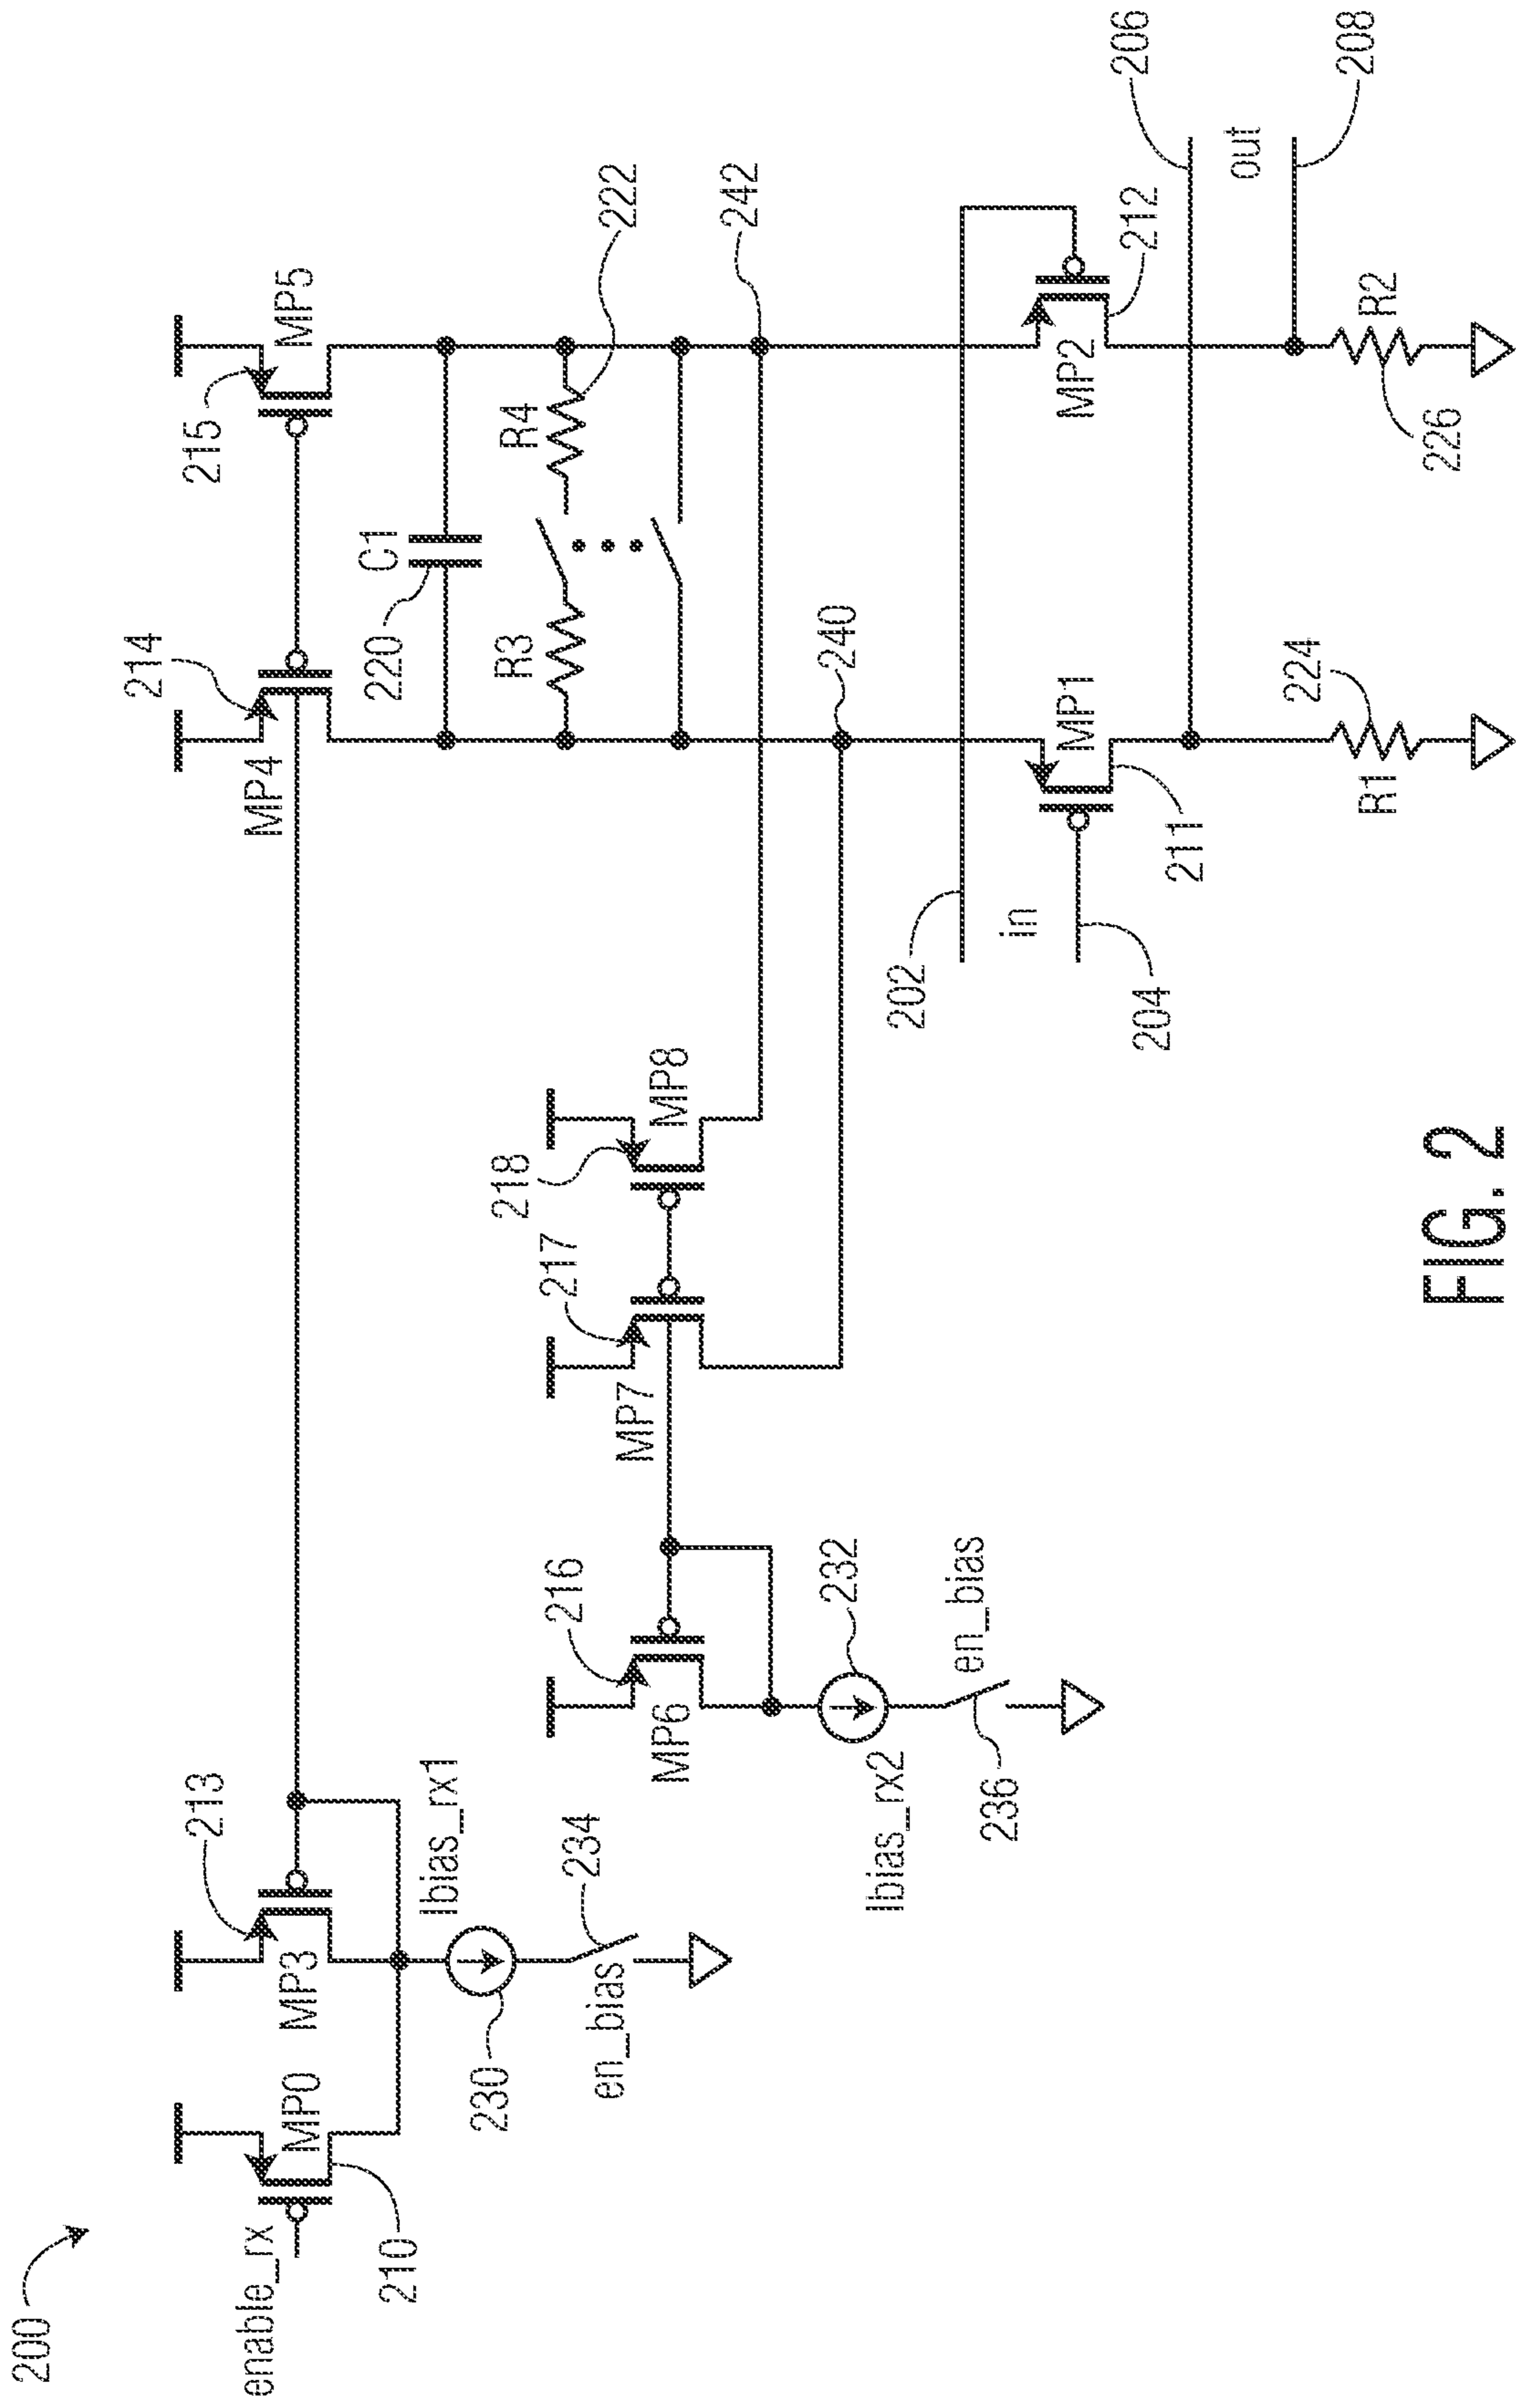 200
enable_rx
MP0
210
213
MP3
Ibias_rx1
230
234
en_bias
216
MP6
232
Ibias_rx2
en_bias
236
217
MP7
218
MP8
214
MP4
215
MP5
C1
220
R3
R4
222
242
240
202
in
204
MP1
211
MP2
212
206
out
208
224
R1
R2
226
FIG. 2